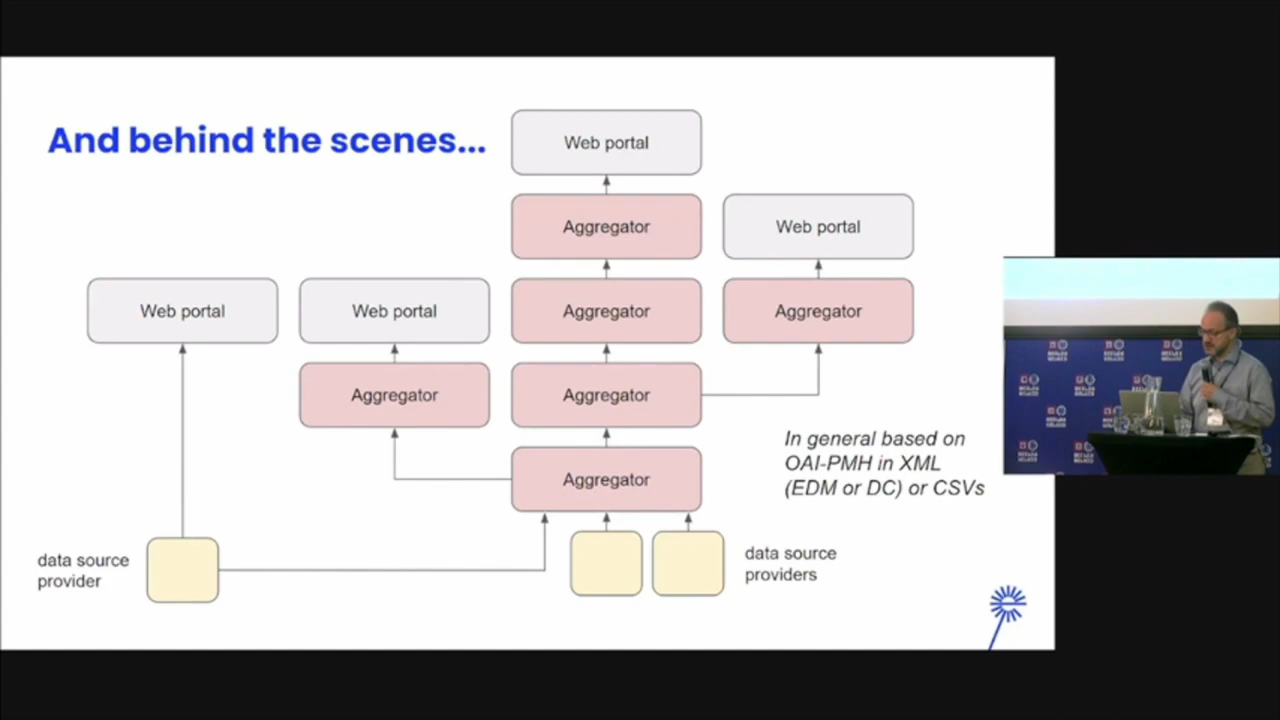 And behind the scenes...
Web portal
Aggregator
Web portal
Web portal
Web portal
Aggregator
Aggregator
Aggregator
Aggregator
In general based on
OAI-PMH in XML
(EDM or DC) or CSVs
Aggregator
data source
provider
data source
providers